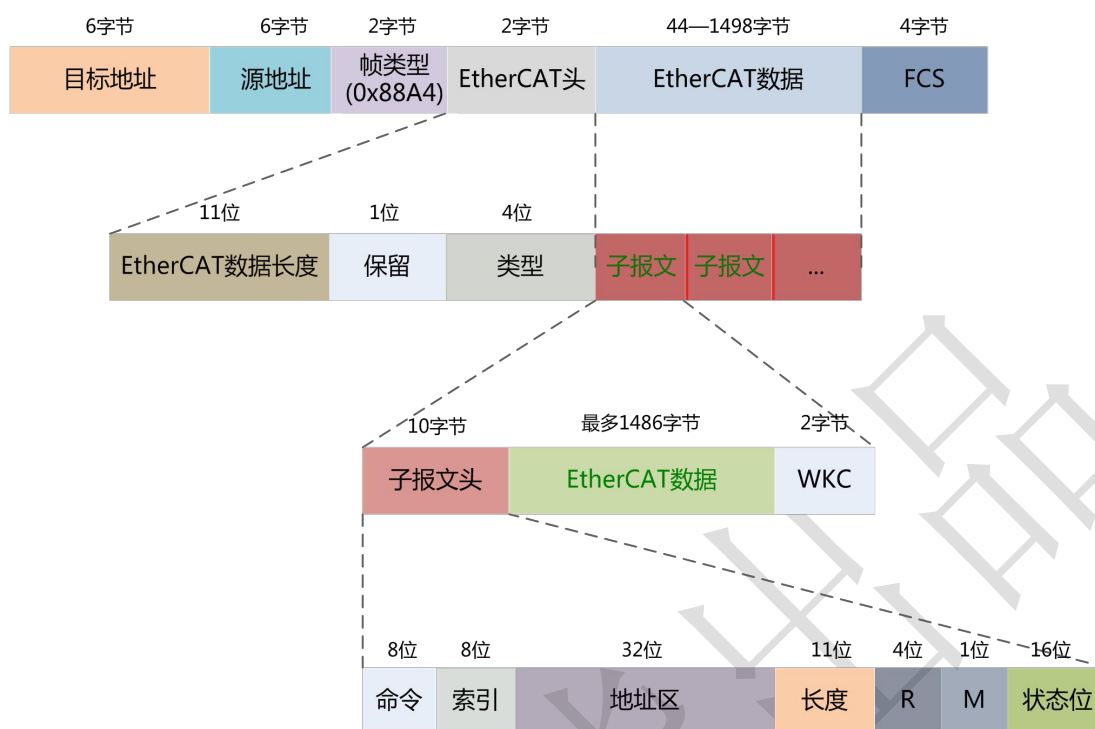 6字节 6字节 2字节 2字节 44—1498字节 4字节
目标地址 源地址 帧类型 (0x88A4) EtherCAT头 EtherCAT数据 FCS
11位 1位 4位
EtherCAT数据长度 保留 类型 子报文 子报文 ...
10字节 最多1486字节 2字节
子报文头 EtherCAT数据 WKC
8位 8位 32位 11位 4位 1位 16位
命令 索引 地址区 长度 R M 状态位